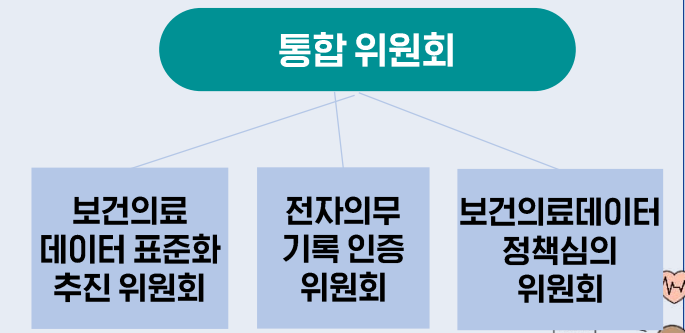 통합 위원회
보건의료
데이터 표준화
추진 위원회
전자의무
기록 인증
위원회
보건의료데이터
정책심의
위원회